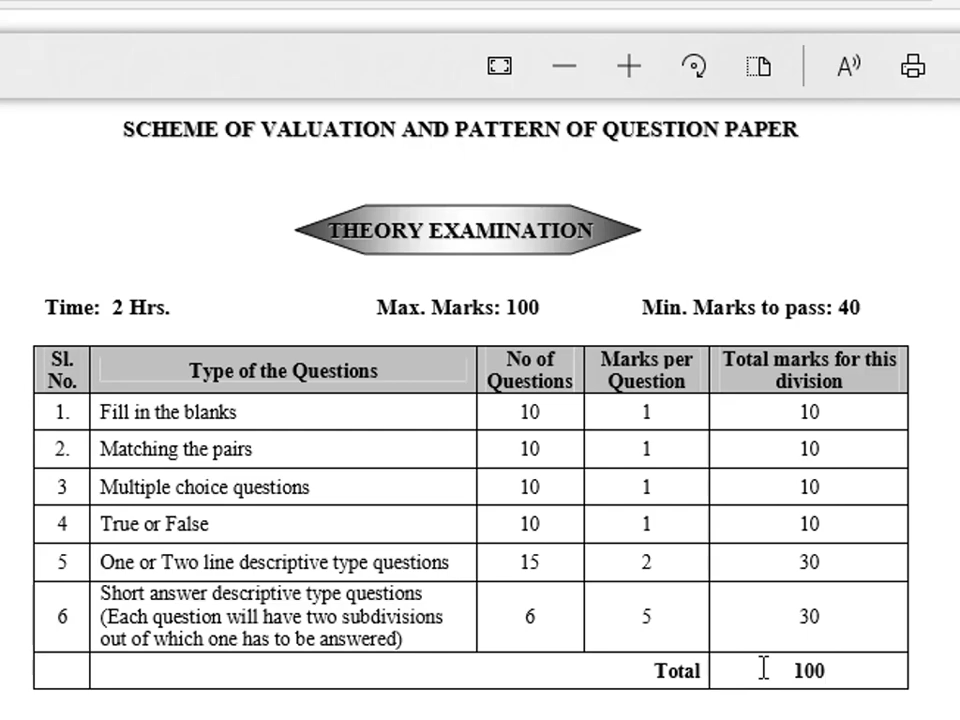 SCHEME OF VALUATION AND PATTERN OF QUESTION PAPER
THEORY EXAMINATION
Time: 2 Hrs. Max. Marks: 100 Min. Marks to pass: 40
Sl. No. Type of the Questions No of Questions Marks per Question Total marks for this division
1. Fill in the blanks 10 1 10
2. Matching the pairs 10 1 10
3 Multiple choice questions 10 1 10
4 True or False 10 1 10
5 One or Two line descriptive type questions 15 2 30
6 Short answer descriptive type questions
(Each question will have two subdivisions
out of which one has to be answered) 6 5 30
Total 100